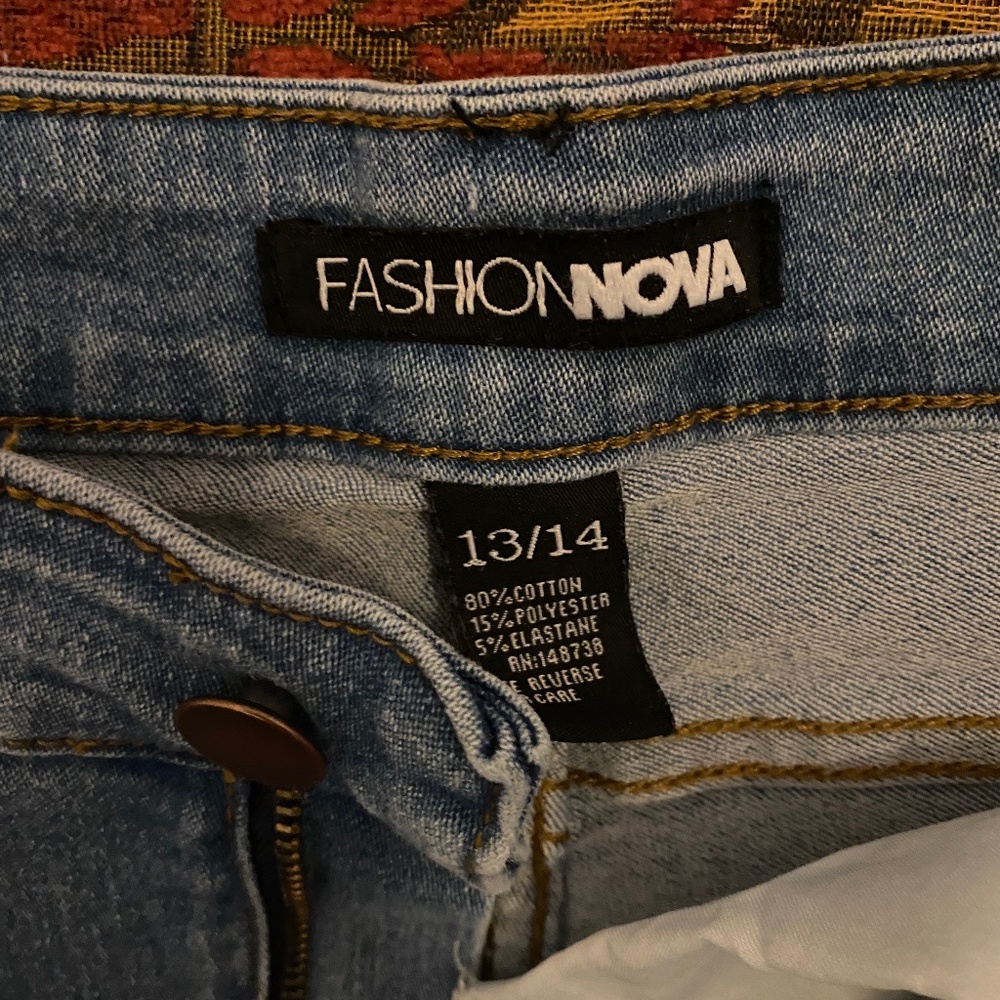 FASHIONNOVA
13/14
80%COTTON
15%POLYESTER
5%ELASTANE
RN:148738
REVERSE
CARE